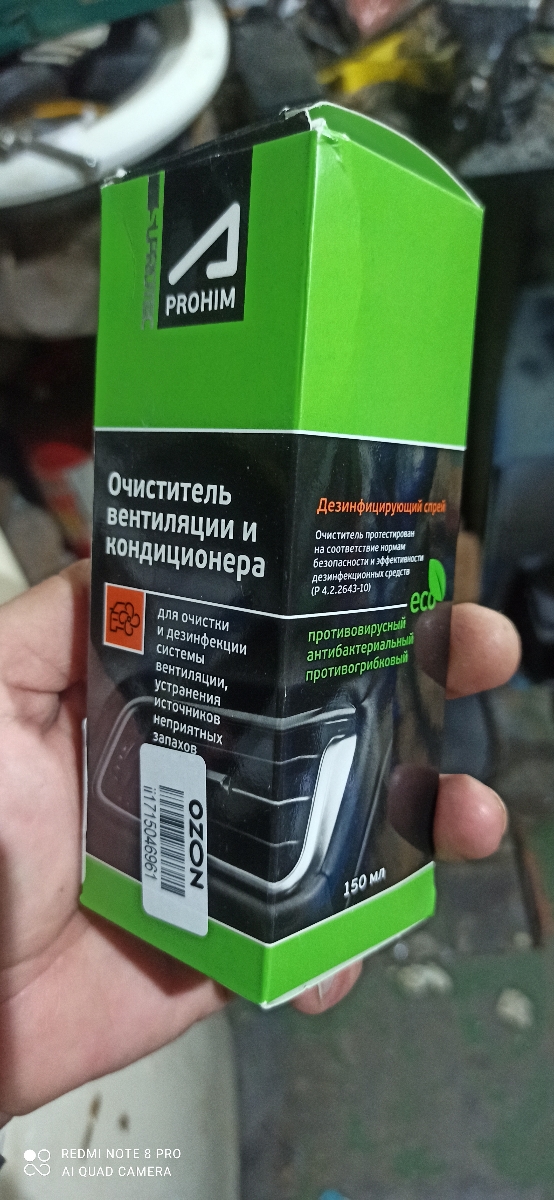 PROHIM
Очиститель
вентиляции и
кондиционера
для очистки
и дезинфекции
системы
вентиляции,
устранения
источников
неприятных
запахов
OZON
ii1715046961
Дезинфицирующий спрей
Очиститель протестирован
на соответствие нормам
безопасности и эффективности
дезинфекционных средств
(Р 4.2.2643-10)
eco
противовирусный
антибактериальный
противогрибковый
150 мл
REDMI NOTE 8 PRO
AI QUAD CAMERA